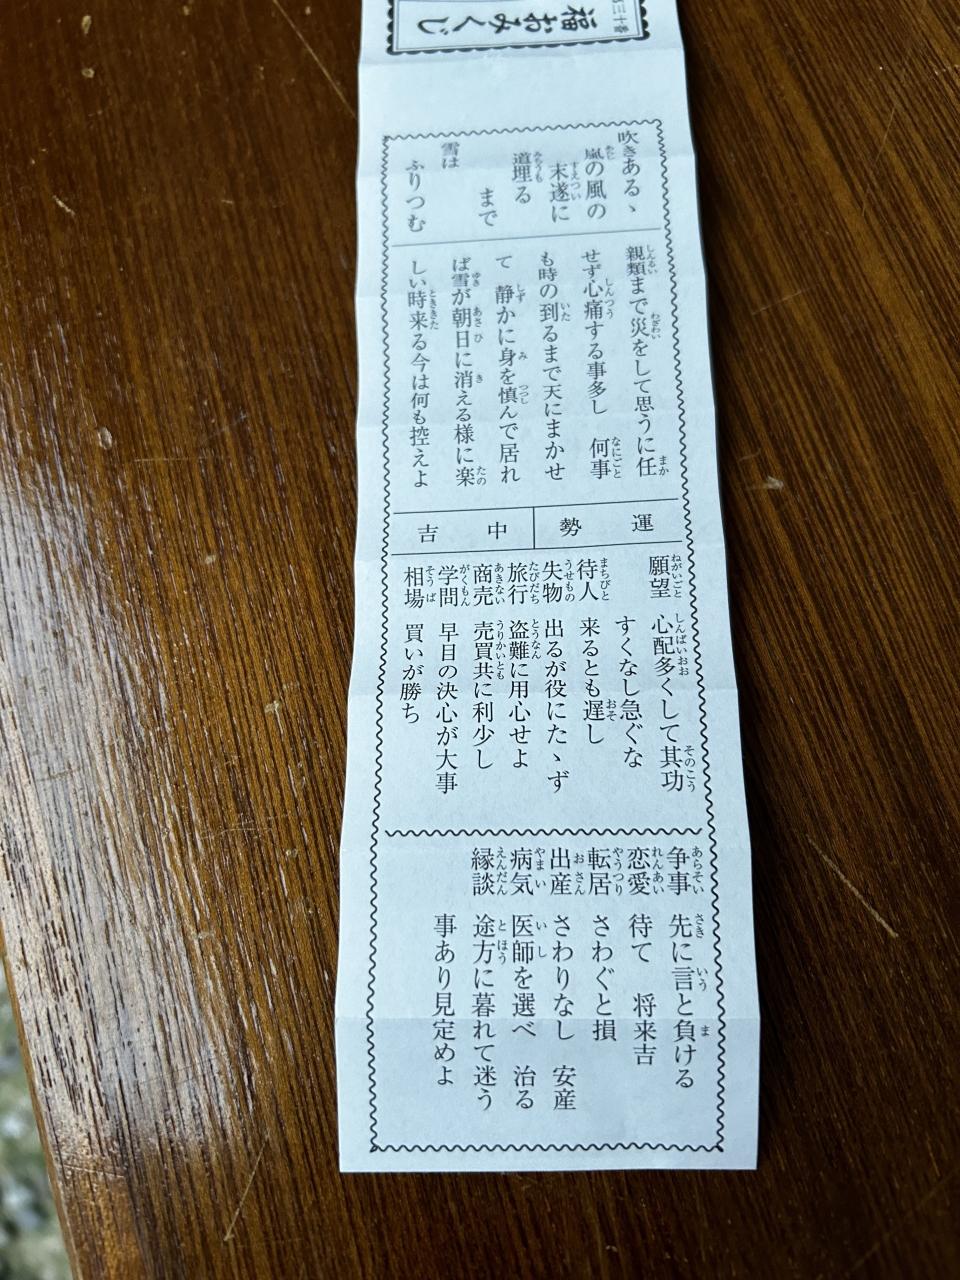 三十番
福おみくじ
吹きあるゝ
嵐の風の
末遂に
道埋る
まで
雪は
ふりつむ
親類まで災をして思うに任
せず心痛する事多し　何事
も時の到るまで天にまかせ
て　静かに身を慎んで居れ
ば雪が朝日に消える様に楽
しい時来る今は何も控えよ
運勢
中吉
願望　心配多くして其功
すくなし急ぐな
待人　来るとも遅し
失物　出るが役にたゝず
旅行　盗難に用心せよ
商売　売買共に利少し
学問　早目の決心が大事
相場　買いが勝ち
争事　先に言と負ける
恋愛　待て　将来吉
転居　さわぐと損
出産　さわりなし　安産
病気　医師を選べ　治る
縁談　途方に暮れて迷う
事あり見定めよ